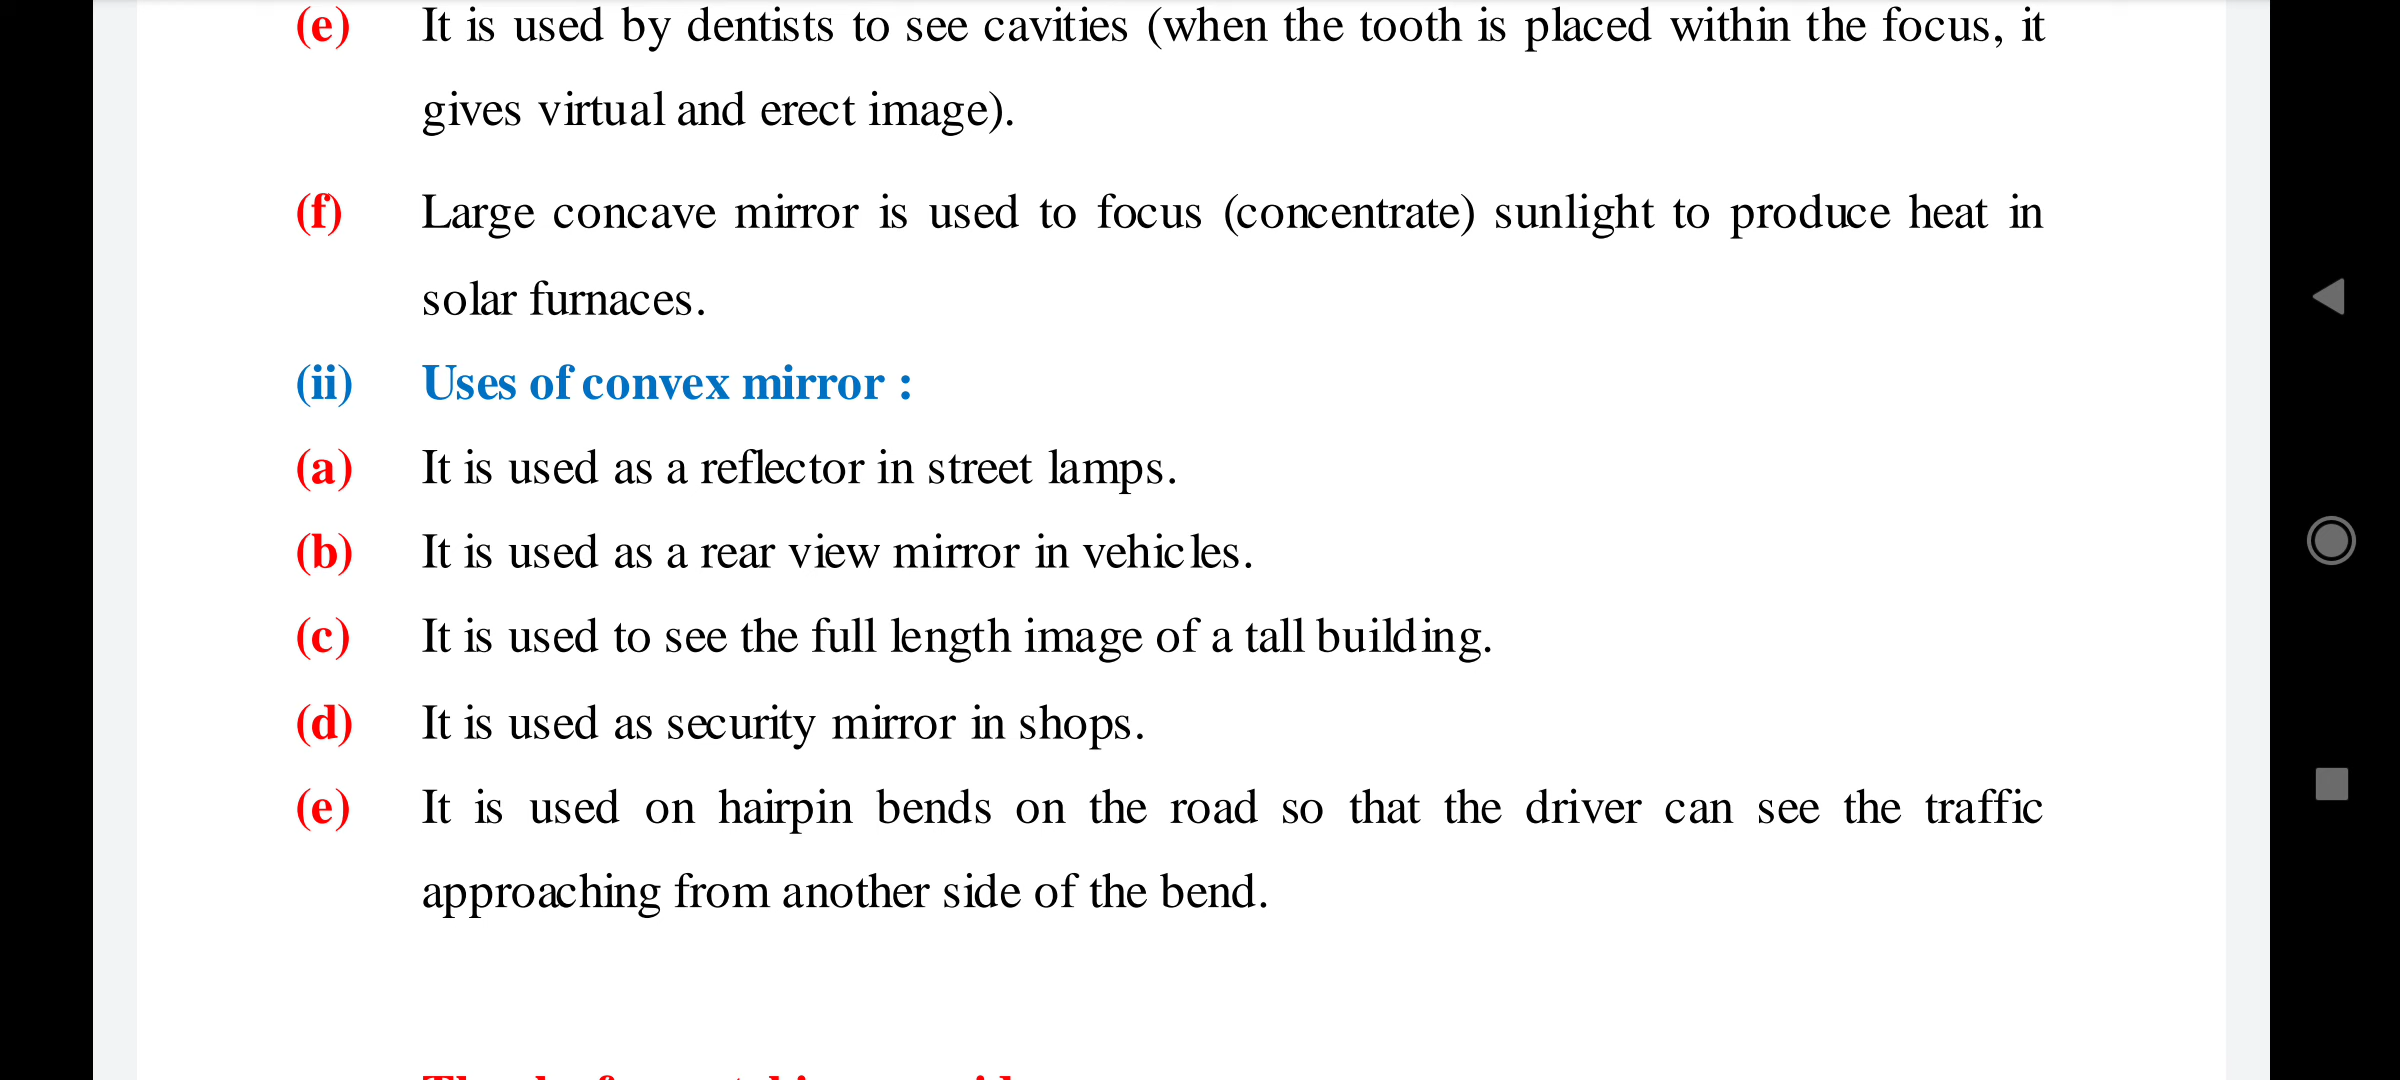 (e) It is used by dentists to see cavities (when the tooth is placed within the focus, it
gives virtual and erect image).
(f) Large concave mirror is used to focus (concentrate) sunlight to produce heat in
solar furnaces.
(ii) Uses of convex mirror :
(a) It is used as a reflector in street lamps.
(b) It is used as a rear view mirror in vehicles.
(c) It is used to see the full length image of a tall building.
(d) It is used as security mirror in shops.
(e) It is used on hairpin bends on the road so that the driver can see the traffic
approaching from another side of the bend.